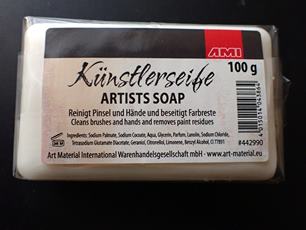 AMI
Künstlerseife
100 g
ARTISTS SOAP
Reinigt Pinsel und Hände und beseitigt Farbreste
Cleans brushes and hands and removes paint residues
Ingredients: Sodium Palmate, Sodium Cocoate, Aqua, Glycerin, Parfum, Lanolin, Sodium Chloride,
Tetrasodium Glutamate Diacetate, Geraniol, Citronellol, Limonene, Benzyl Alcohol, CI 77891
#442990
Art Material International Warenhandelsgesellschaft mbH · www.art-material.eu